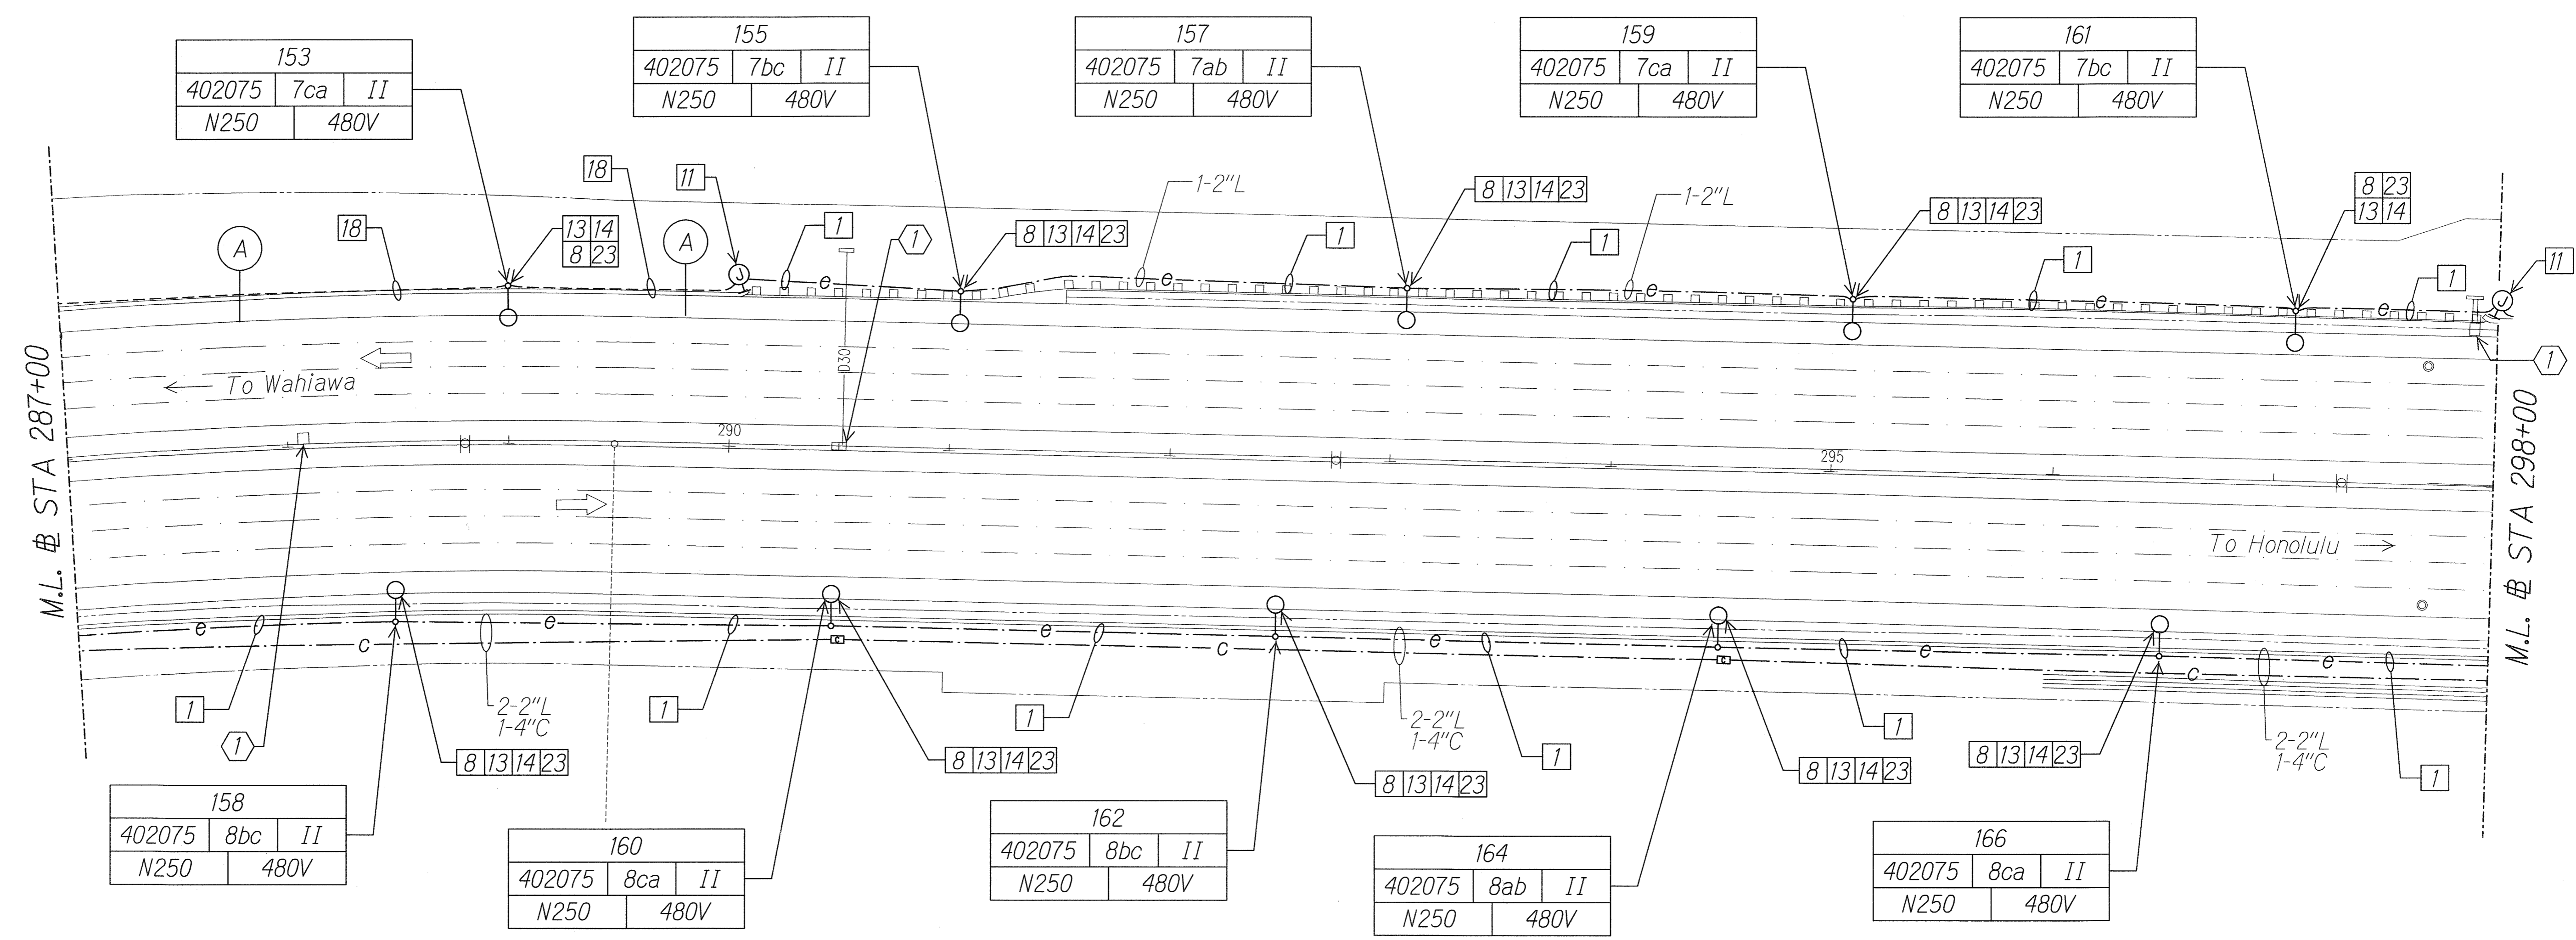 153
402075 7ca II
N250 480V
155
402075 7bc II
N250 480V
157
402075 7ab II
N250 480V
159
402075 7ca II
N250 480V
161
402075 7bc II
N250 480V
18
11
1-2"L
8 13 14 23
1-2"L
8 13 14 23
8 23
13 14
18
A
13 14
8 23
A
1
1
8 13 14 23
1
1
1
1
11
J
e
e
e
e
e
J
D30
1
To Wahiawa
M.L. B STA 287+00
M.L. B STA 298+00
290
295
To Honolulu
e
e
e
e
e
e
c
c
c
c
c
1
1
2-2"L
1-4"C
1
1
2-2"L
1-4"C
1
1
2-2"L
1-4"C
1
8 13 14 23
8 13 14 23
8 13 14 23
8 13 14 23
8 13 14 23
158
402075 8bc II
N250 480V
160
402075 8ca II
N250 480V
162
402075 8bc II
N250 480V
164
402075 8ab II
N250 480V
166
402075 8ca II
N250 480V